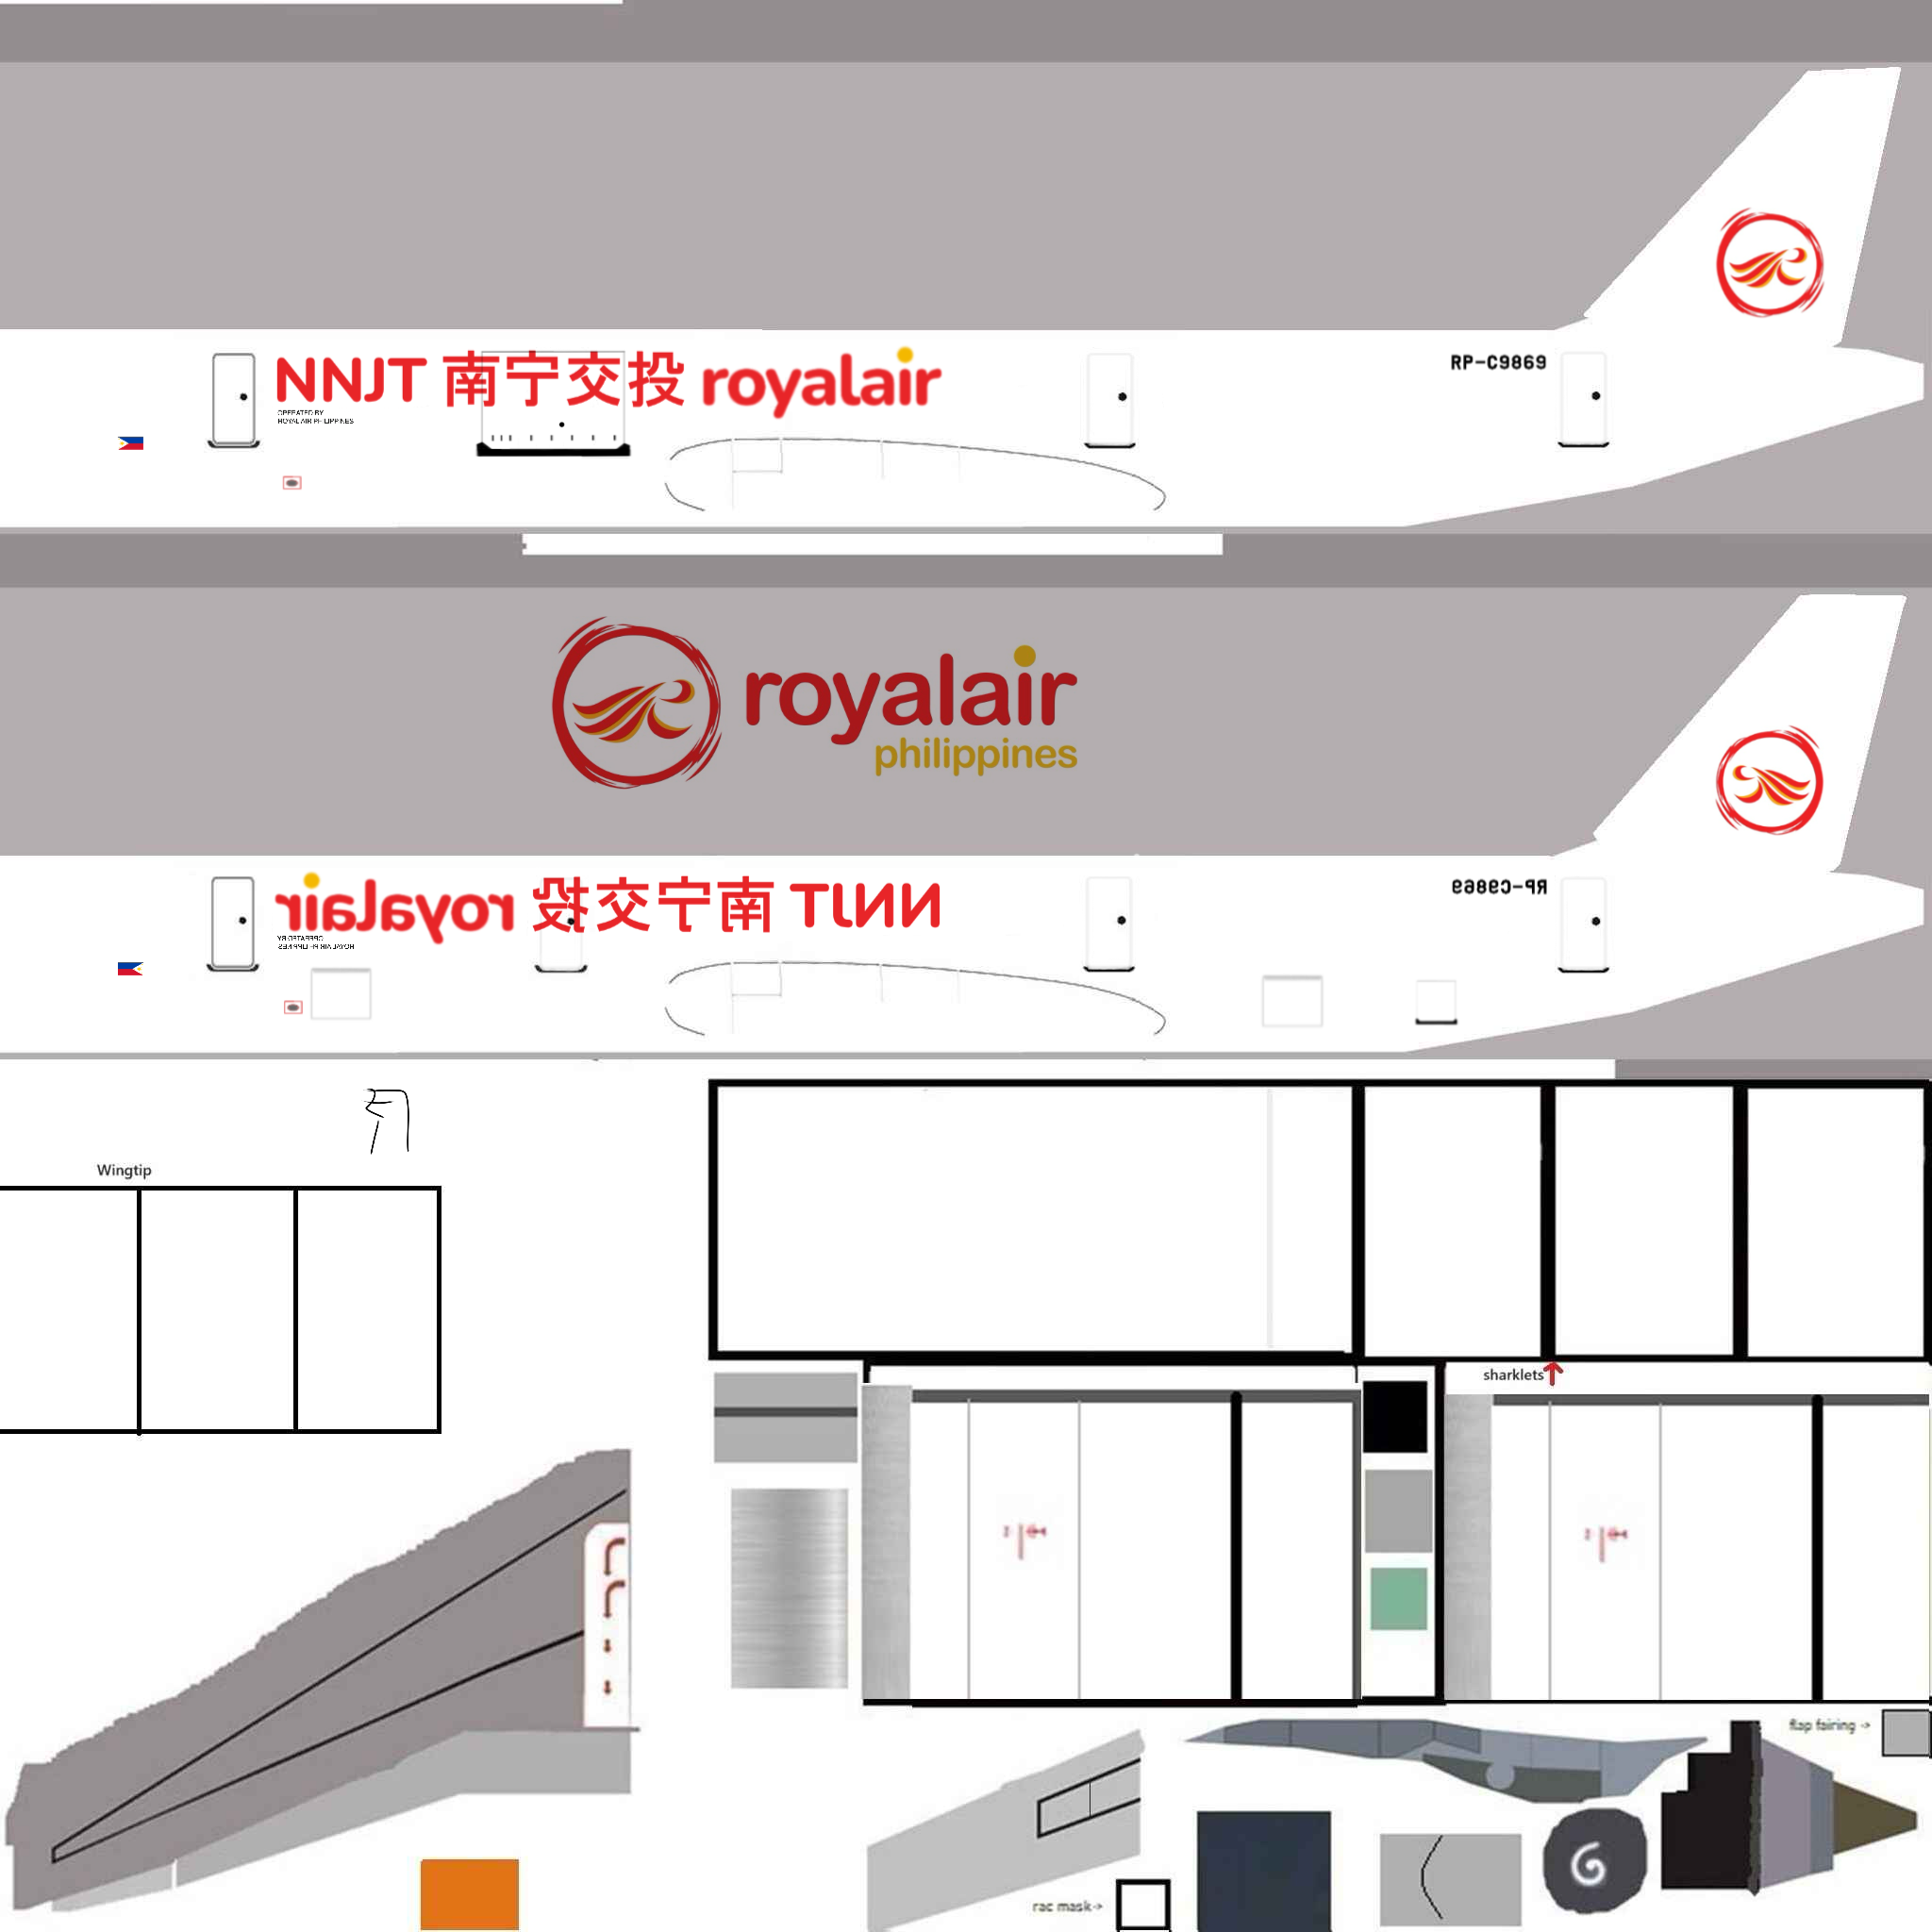 NNJT 南宁交投 royalair
OPERATED BY
ROYAL AIR PHILIPPINES
RP-C9869
royalair
philippines
royalair 南宁交投 NNJT
OPERATED BY
ROYAL AIR PHILIPPINES
RP-C9869
Wingtip
sharklets
flap fairing ->
rac mask->